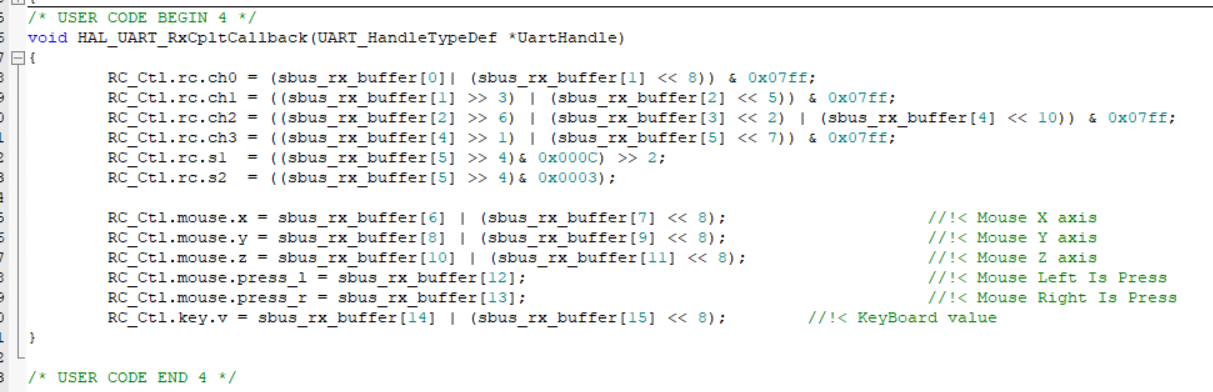 /* USER CODE BEGIN 4 */
void HAL_UART_RxCpltCallback(UART_HandleTypeDef *UartHandle)
{
RC_Ctl.rc.ch0 = (sbus_rx_buffer[0]| (sbus_rx_buffer[1] << 8)) & 0x07ff;
RC_Ctl.rc.ch1 = ((sbus_rx_buffer[1] >> 3) | (sbus_rx_buffer[2] << 5)) & 0x07ff;
RC_Ctl.rc.ch2 = ((sbus_rx_buffer[2] >> 6) | (sbus_rx_buffer[3] << 2) | (sbus_rx_buffer[4] << 10)) & 0x07ff;
RC_Ctl.rc.ch3 = ((sbus_rx_buffer[4] >> 1) | (sbus_rx_buffer[5] << 7)) & 0x07ff;
RC_Ctl.rc.s1  = ((sbus_rx_buffer[5] >> 4)& 0x000C) >> 2;
RC_Ctl.rc.s2  = ((sbus_rx_buffer[5] >> 4)& 0x0003);
RC_Ctl.mouse.x = sbus_rx_buffer[6] | (sbus_rx_buffer[7] << 8); //!< Mouse X axis
RC_Ctl.mouse.y = sbus_rx_buffer[8] | (sbus_rx_buffer[9] << 8); //!< Mouse Y axis
RC_Ctl.mouse.z = sbus_rx_buffer[10] | (sbus_rx_buffer[11] << 8); //!< Mouse Z axis
RC_Ctl.mouse.press_l = sbus_rx_buffer[12]; //!< Mouse Left Is Press
RC_Ctl.mouse.press_r = sbus_rx_buffer[13]; //!< Mouse Right Is Press
RC_Ctl.key.v = sbus_rx_buffer[14] | (sbus_rx_buffer[15] << 8); //!< KeyBoard value
}
/* USER CODE END 4 */